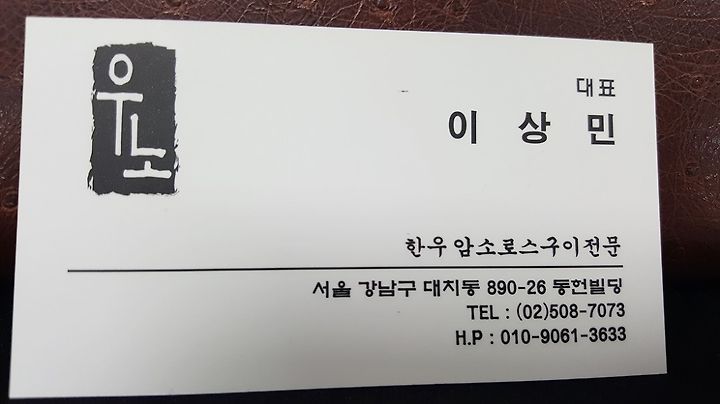 우소
대표
이상민
한우 암소로스구이전문
서울 강남구 대치동 890-26 동헌빌딩
TEL : (02)508-7073
H.P : 010-9061-3633